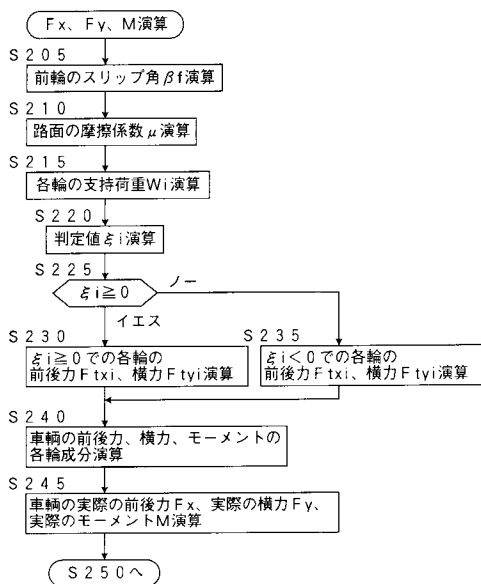 Fx、Fy、M演算
S205
前輪のスリップ角βf演算
S210
路面の摩擦係数μ演算
S215
各輪の支持荷重Wi演算
S220
判定値ξi演算
S225
ξi≧0
ノー
イエス
S230
ξi≧0での各輪の
前後力Ftxi、横力Ftyi演算
S235
ξi<0での各輪の
前後力Ftxi、横力Ftyi演算
S240
車輌の前後力、横力、モーメントの
各輪成分演算
S245
車輌の実際の前後力Fx、実際の横力Fy、
実際のモーメントM演算
S250へ